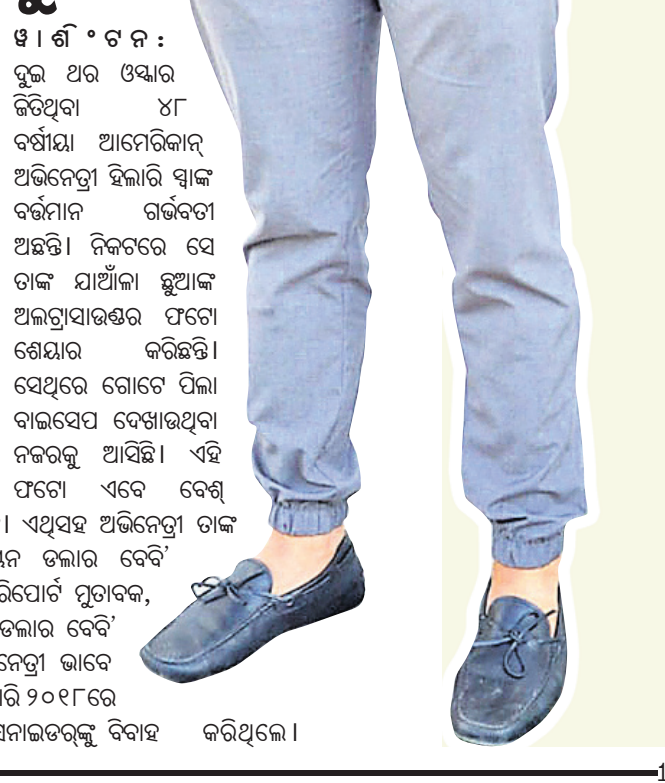 ୱାଶିଂଟନ:
ଦୁଇ ଥର ଓସ୍କାର
ଜିତିଥିବା ୪୮
ବର୍ଷୀୟା ଆମେରିକାନ୍
ଅଭିନେତ୍ରୀ ହିଲାରି ସ୍ୱାଙ୍କ
ବର୍ତ୍ତମାନ ଗର୍ଭବତୀ
ଅଛନ୍ତି। ନିକଟରେ ସେ
ତାଙ୍କ ଯାଆଁଳା ଛୁଆଙ୍କ
ଅଲଟ୍ରାସାଉଣ୍ଡର ଫଟୋ
ଶେୟାର କରିଛନ୍ତି।
ସେଥିରେ ଗୋଟେ ପିଲା
ବାଇସେପ ଦେଖାଉଥିବା
ନଜରକୁ ଆସିଛି। ଏହି
ଫଟୋ ଏବେ ବେଶ୍
। ଏଥିସହ ଅଭିନେତ୍ରୀ ତାଙ୍କ
ଡଲାର ବେବି’
ରିପୋର୍ଟ ମୁତାବକ,
ଡଲାର ବେବି’
ଭାବେ
୨୦୧୮ରେ
ବିବାହ କରିଥିଲେ।